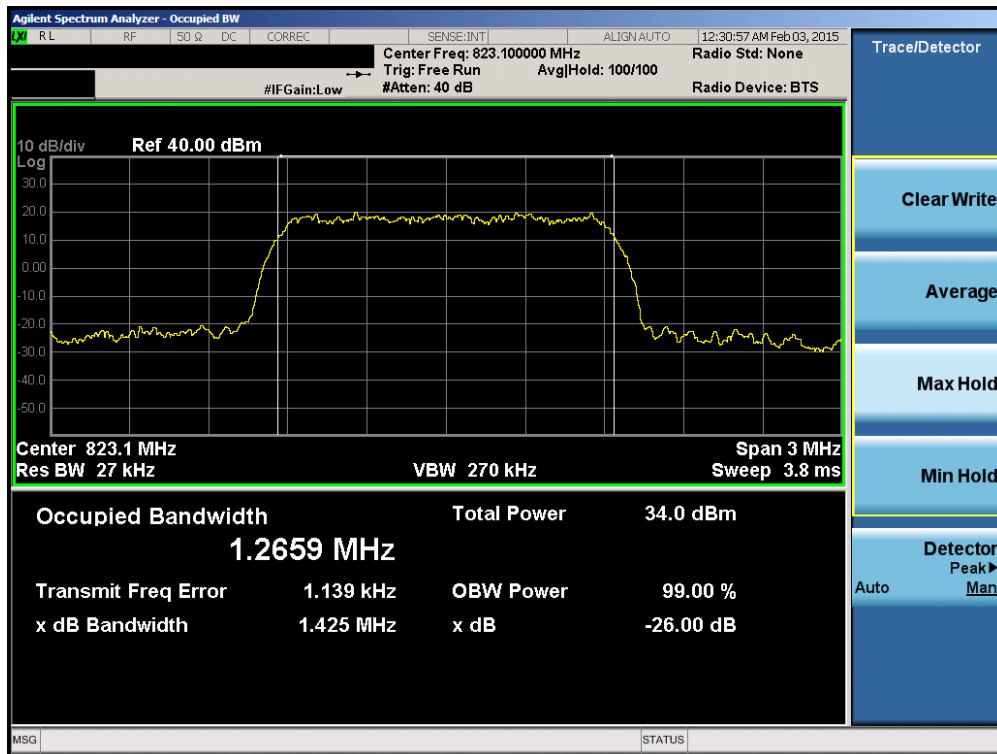 Agilent Spectrum Analyzer - Occupied BW
LXI RL RF 50 Ω DC CORREC SENSE:INT ALIGN AUTO 12:30:57 AM Feb 03, 2015
Center Freq: 823.100000 MHz Radio Std: None
Trig: Free Run Avg|Hold: 100/100
#IFGain:Low #Atten: 40 dB Radio Device: BTS
Trace/Detector
10 dB/div Ref 40.00 dBm
Log
30.0
20.0
10.0
0.00
-10.0
-20.0
-30.0
-40.0
-50.0
Center 823.1 MHz Span 3 MHz
Res BW 27 kHz VBW 270 kHz Sweep 3.8 ms
Occupied Bandwidth Total Power 34.0 dBm
1.2659 MHz
Transmit Freq Error 1.139 kHz OBW Power 99.00 %
x dB Bandwidth 1.425 MHz x dB -26.00 dB
Clear Write
Average
Max Hold
Min Hold
Detector
Peak▶
Auto Man
MSG STATUS